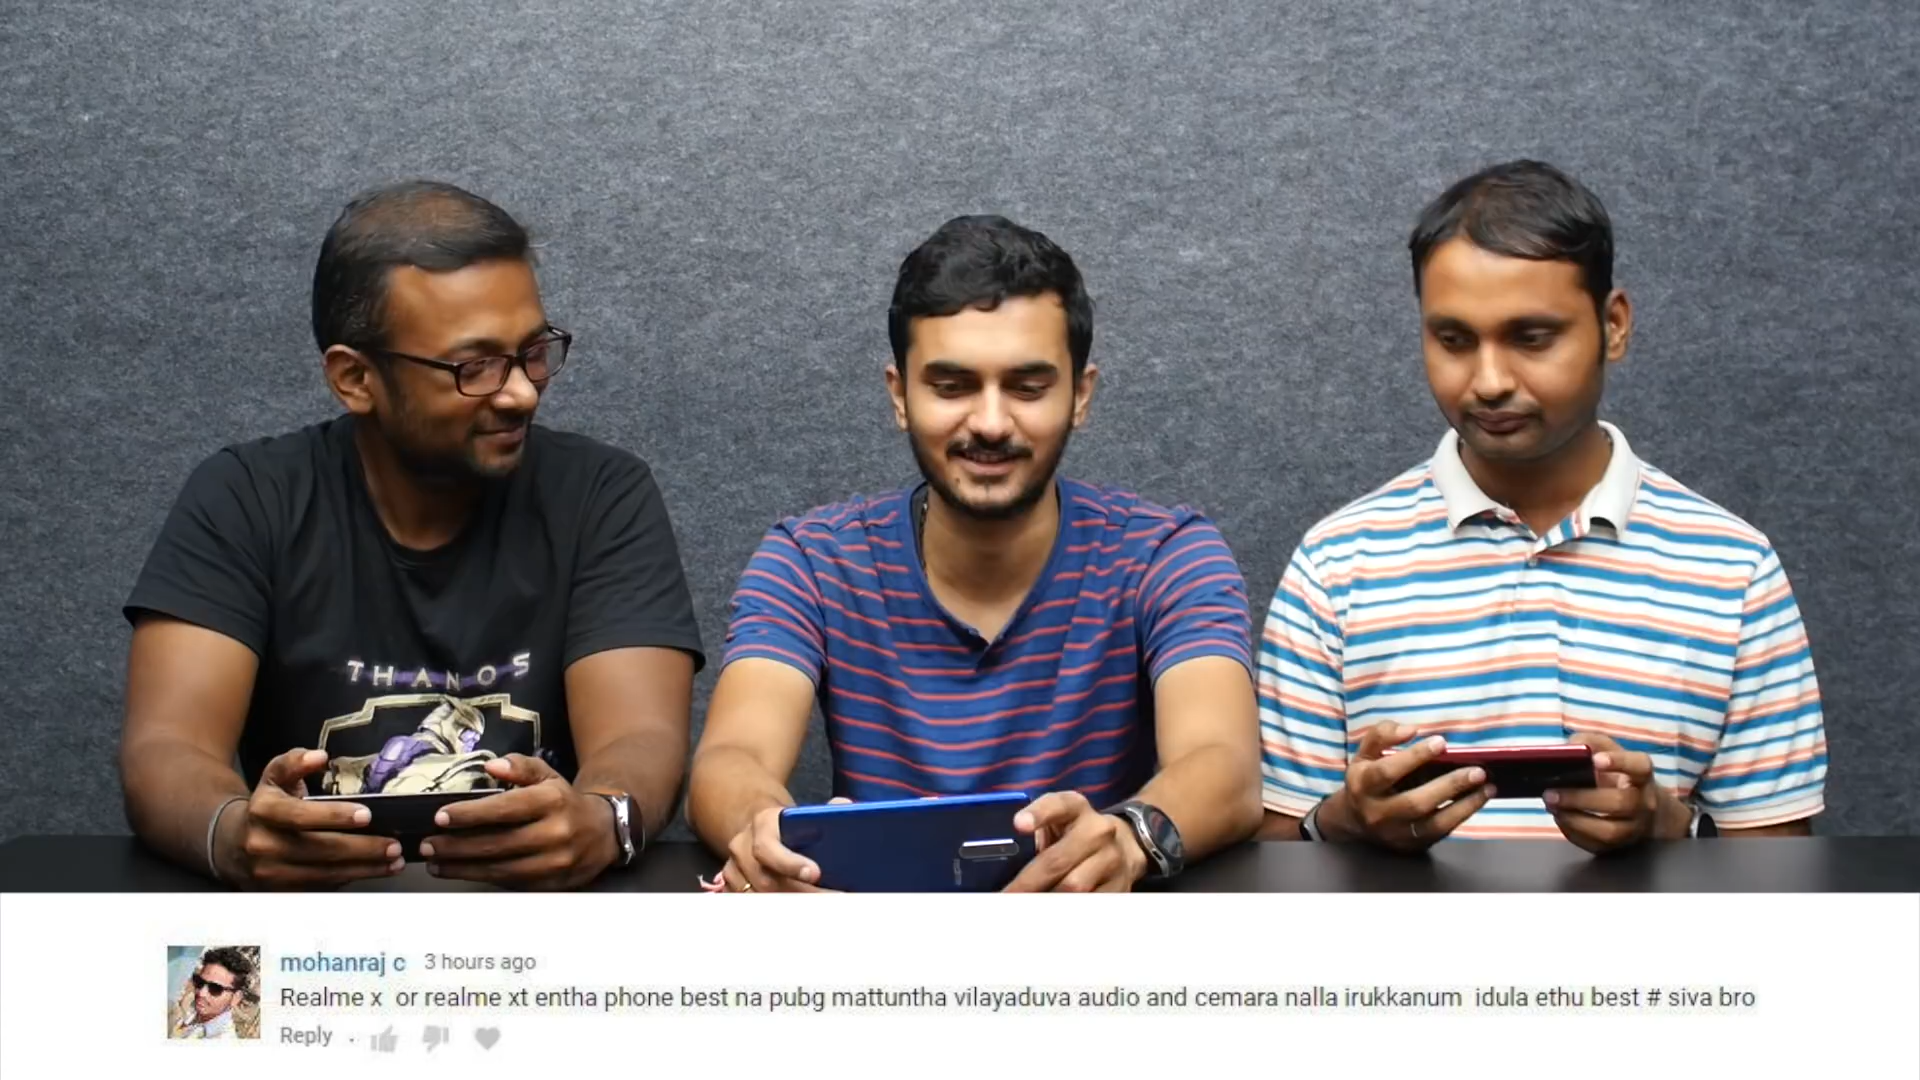 THANOS
mohanraj c 3 hours ago
Realme x or realme xt entha phone best na pubg mattuntha vilayaduva audio and cemara nalla irukkanum idula ethu best # siva bro
Reply .